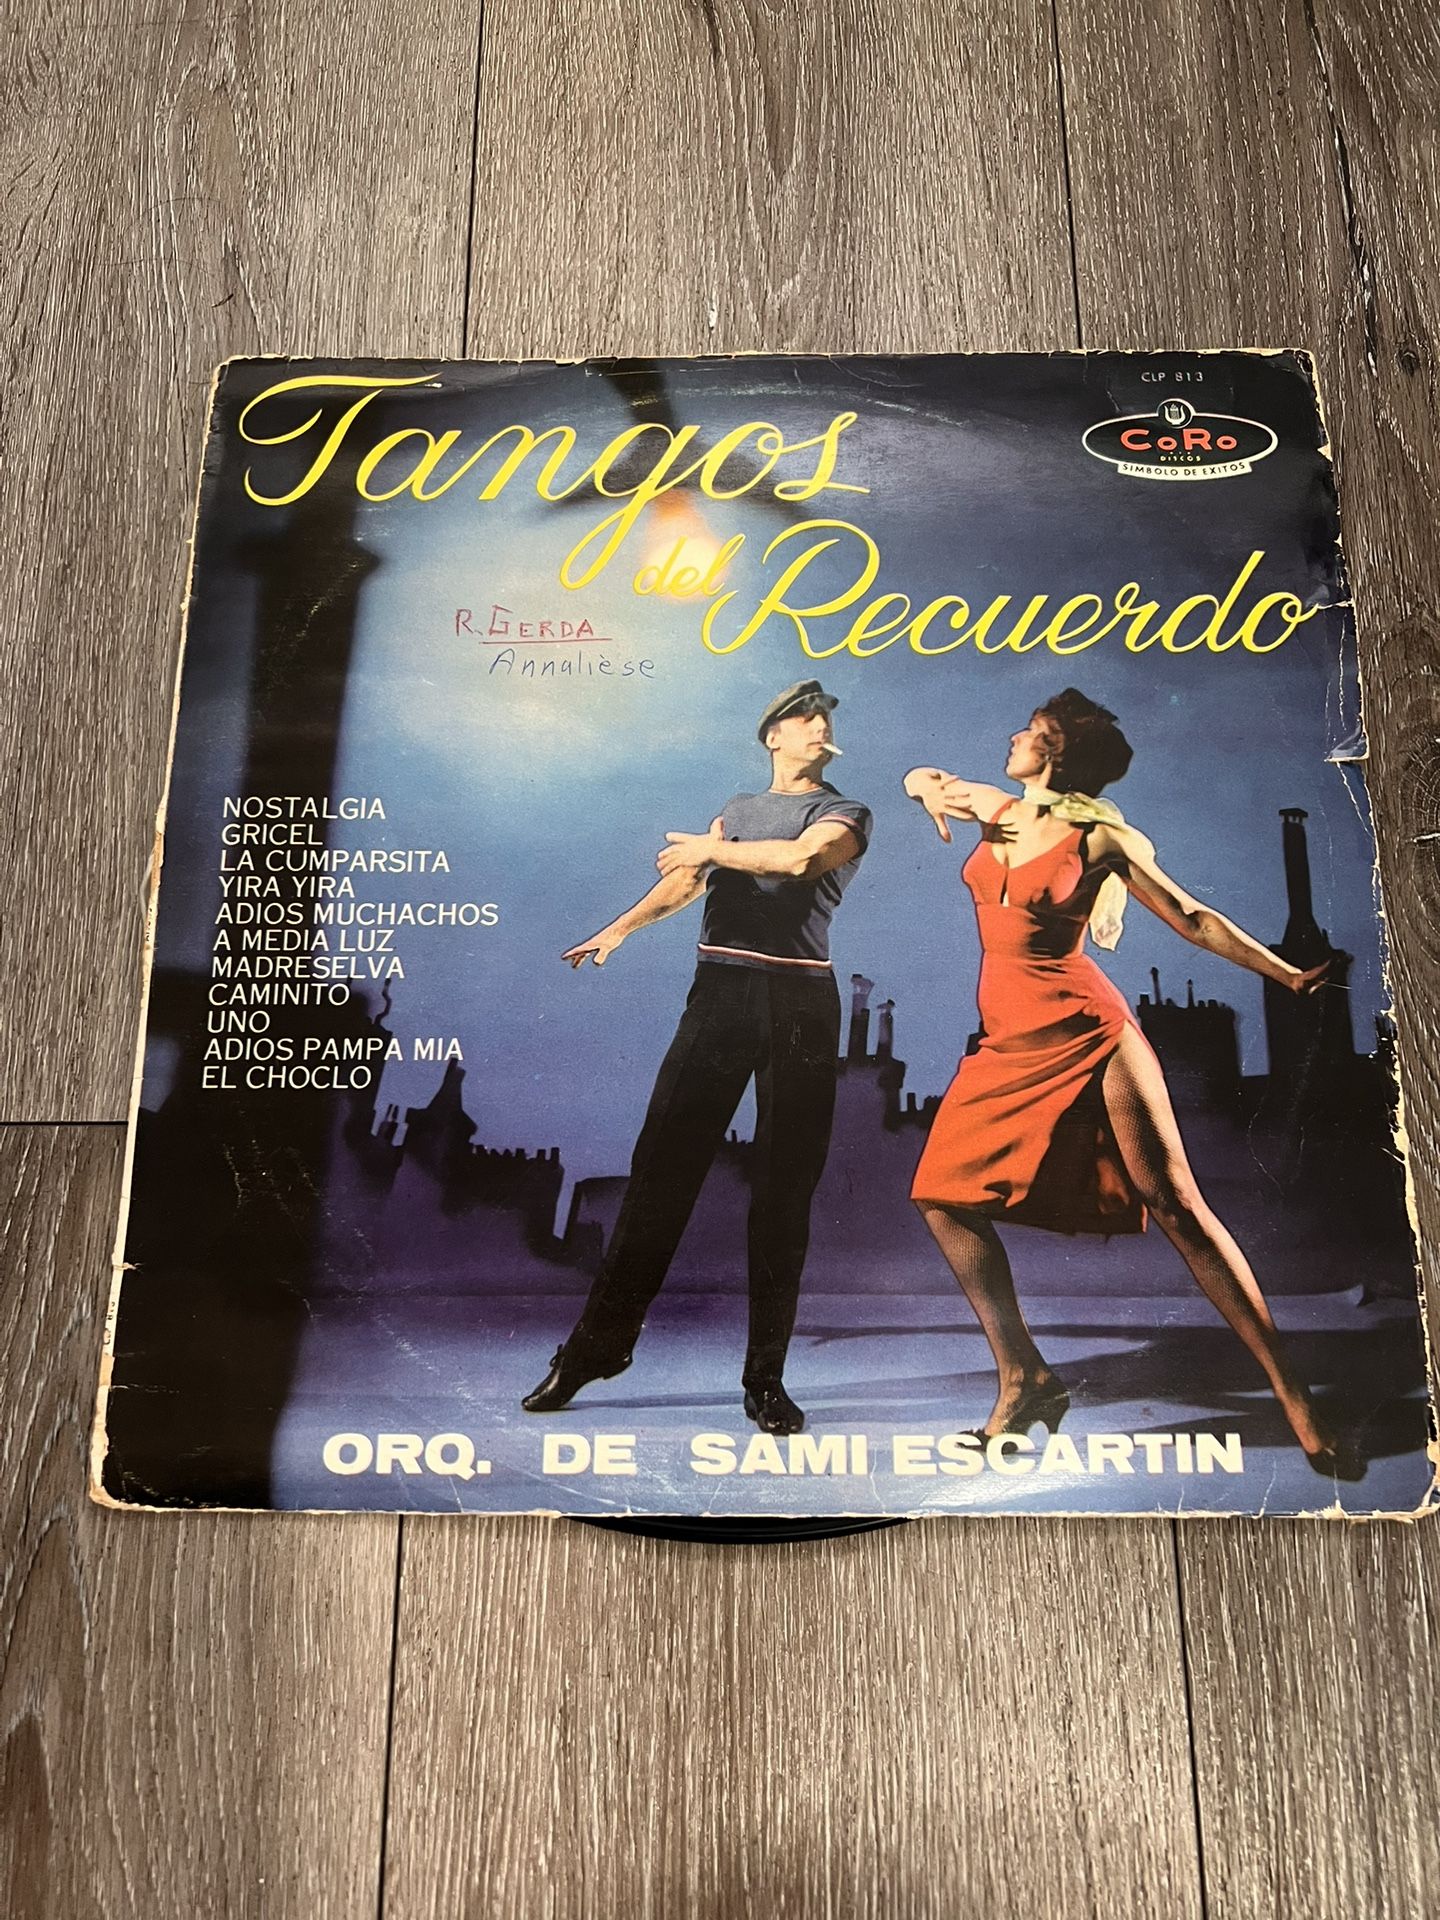 CLP 813
Tangos
CoRo
DISCOS
SIMBOLO DE EXITOS
del Recuerdo
R. GERDA
Annalièse
NOSTALGIA
GRICEL
LA CUMPARSITA
YIRA YIRA
ADIOS MUCHACHOS
A MEDIA LUZ
MADRESELVA
CAMINITO
UNO
ADIOS PAMPA MIA
EL CHOCLO
ORQ. DE SAMI ESCARTIN